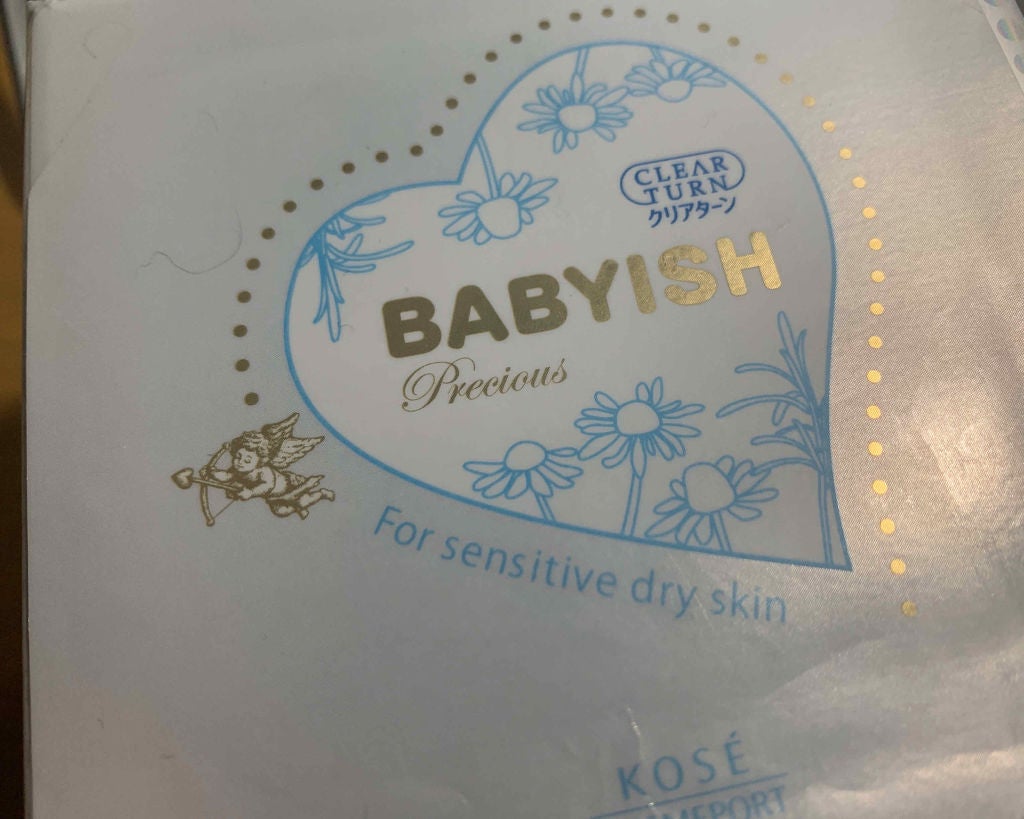 CLEAR
TURN
クリアターン
BABYISH
Precious
For sensitive dry skin
KOSÉ